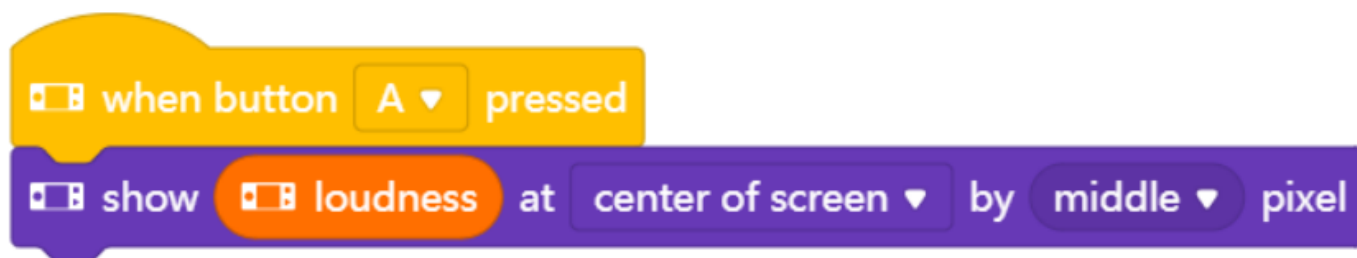 when button A pressed
show loudness at center of screen by middle pixel